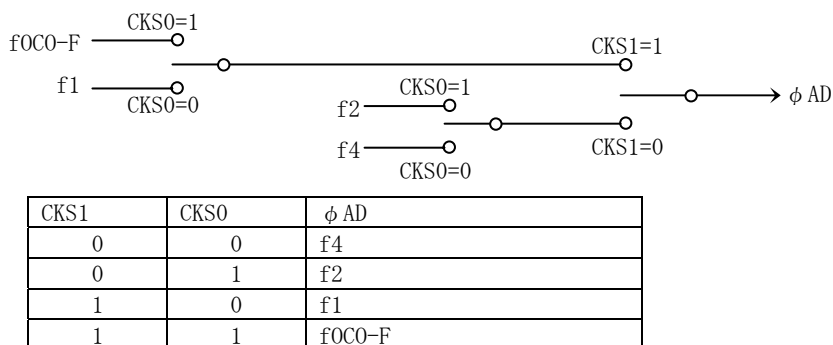 CKS0=1
fOCO-F
CKS1=1
f1
CKS0=0
CKS0=1
f2
φAD
f4
CKS1=0
CKS0=0
CKS1 CKS0 φAD
0 0 f4
0 1 f2
1 0 f1
1 1 fOCO-F